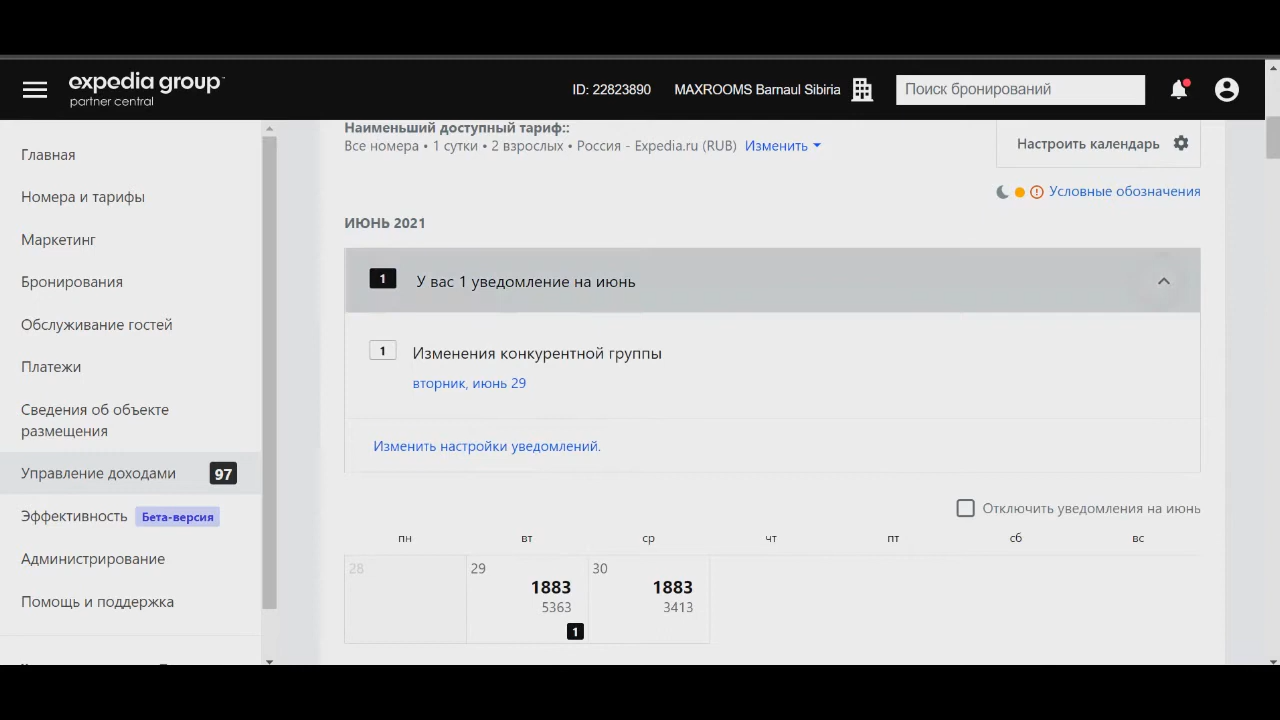 expedia group™
partner central
ID: 22823890
MAXROOMS Barnaul Sibiria
Поиск бронирований
Главная
Номера и тарифы
Маркетинг
Бронирования
Обслуживание гостей
Платежи
Сведения об объекте
размещения
Управление доходами 97
Эффективность Бета-версия
Администрирование
Помощь и поддержка
Наименьший доступный тариф::
Все номера • 1 сутки • 2 взрослых • Россия - Expedia.ru (RUB) Изменить
Настроить календарь
Условные обозначения
ИЮНЬ 2021
1 У вас 1 уведомление на июнь
1 Изменения конкурентной группы
вторник, июнь 29
Изменить настройки уведомлений.
Отключить уведомления на июнь
пн вт ср чт пт сб вс
28 29 30
1883 1883
5363 3413
1